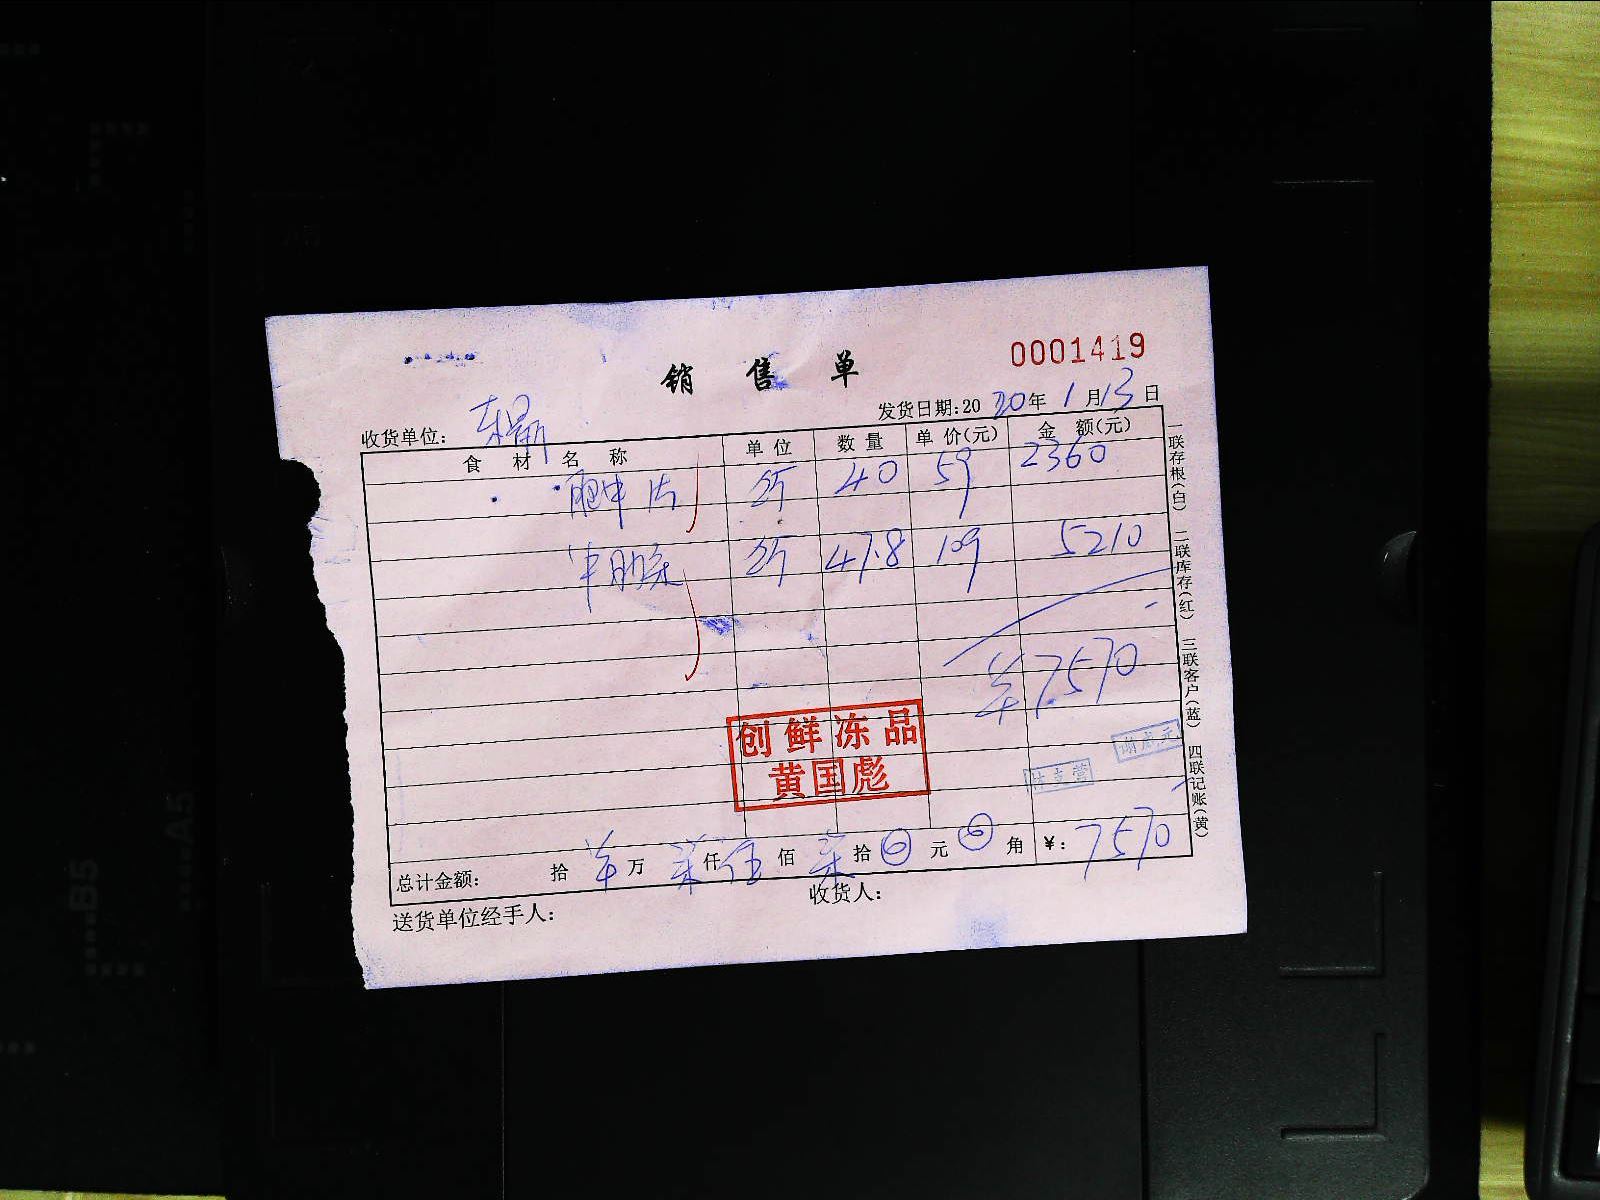 销售单
0001419
发货日期:2020年1月13日
收货单位:
食材名称 单位 数量 单价(元) 金额(元)
斤 40 59 2360
斤 47.8 109 5210
¥7570
创鲜冻品
黄国彪
总计金额: 拾 万 柒仟伍佰柒拾 元 角 ¥: 7570
送货单位经手人: 收货人:
一联存根(白) 二联库存(红) 三联客户(蓝) 四联记账(黄)
A5
B5